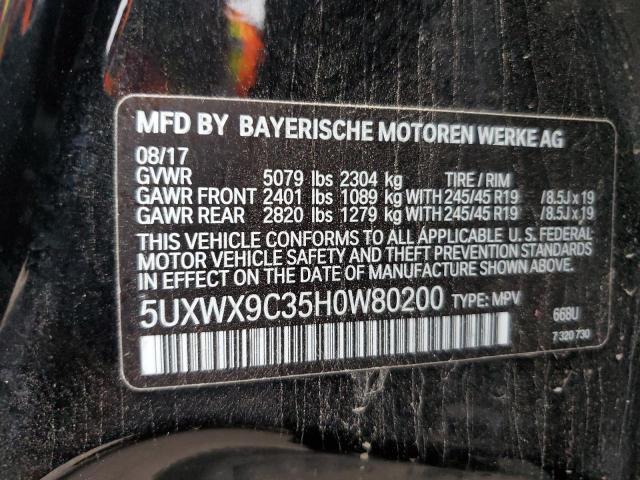 MFD BY BAYERISCHE MOTOREN WERKE AG
08/17
GVWR 5079 lbs 2304 kg TIRE / RIM
GAWR FRONT 2401 lbs 1089 kg WITH 245/45 R19 /8.5J x 19
GAWR REAR 2820 lbs 1279 kg WITH 245/45 R19 /8.5J x 19
THIS VEHICLE CONFORMS TO ALL APPLICABLE U. S. FEDERAL
MOTOR VEHICLE SAFETY AND THEFT PREVENTION STANDARDS
IN EFFECT ON THE DATE OF MANUFACTURE SHOWN ABOVE.
5UXWX9C35H0W80200 TYPE: MPV 668U
7 320 730